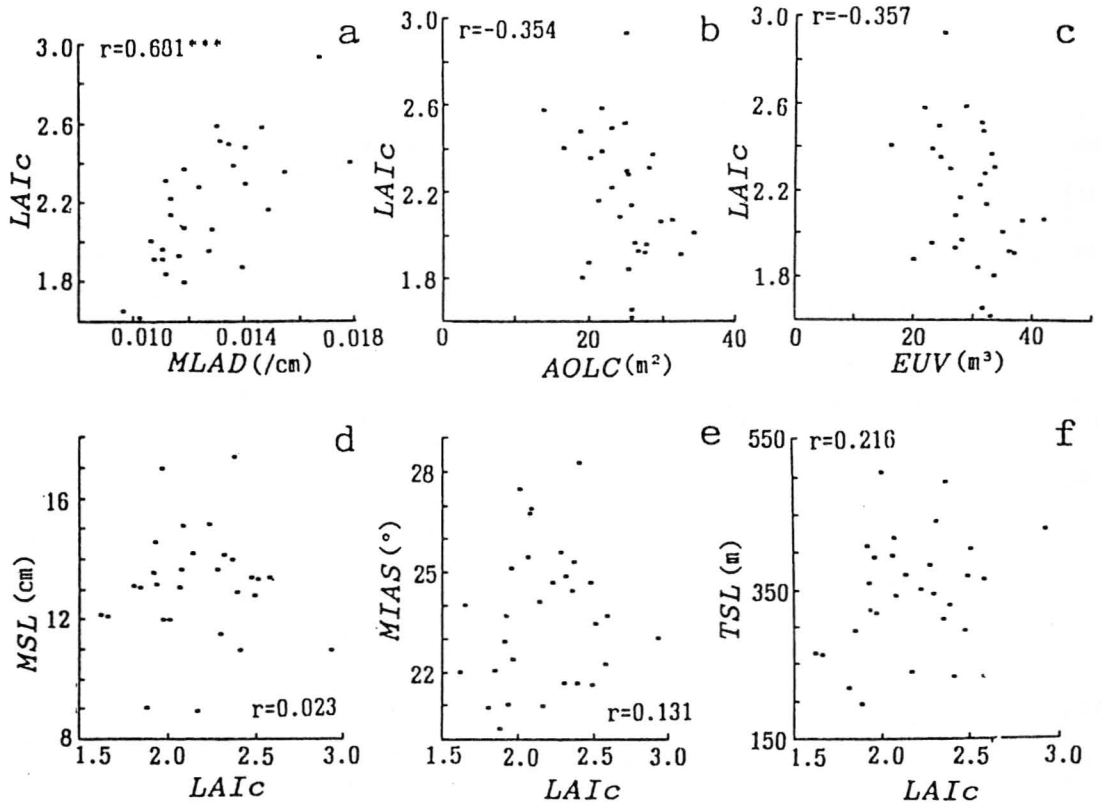 r=0.681*** a
3.0
2.6
2.2
1.8
LAIc
0.010 0.014 0.018
MLAD (/cm)
r=-0.354 b
3.0
2.6
2.2
1.8
LAIc
0 20 40
AOLC (m²)
r=-0.357 c
3.0
2.6
2.2
1.8
LAIc
0 20 40
EUV (m³)
d
16
12
8
MSL (cm)
r=0.023
1.5 2.0 2.5 3.0
LAIc
e
28
25
22
MIAS (°)
r=0.131
1.5 2.0 2.5 3.0
LAIc
r=0.216 f
550
350
150
TSL (m)
1.5 2.0 2.5 3.0
LAIc